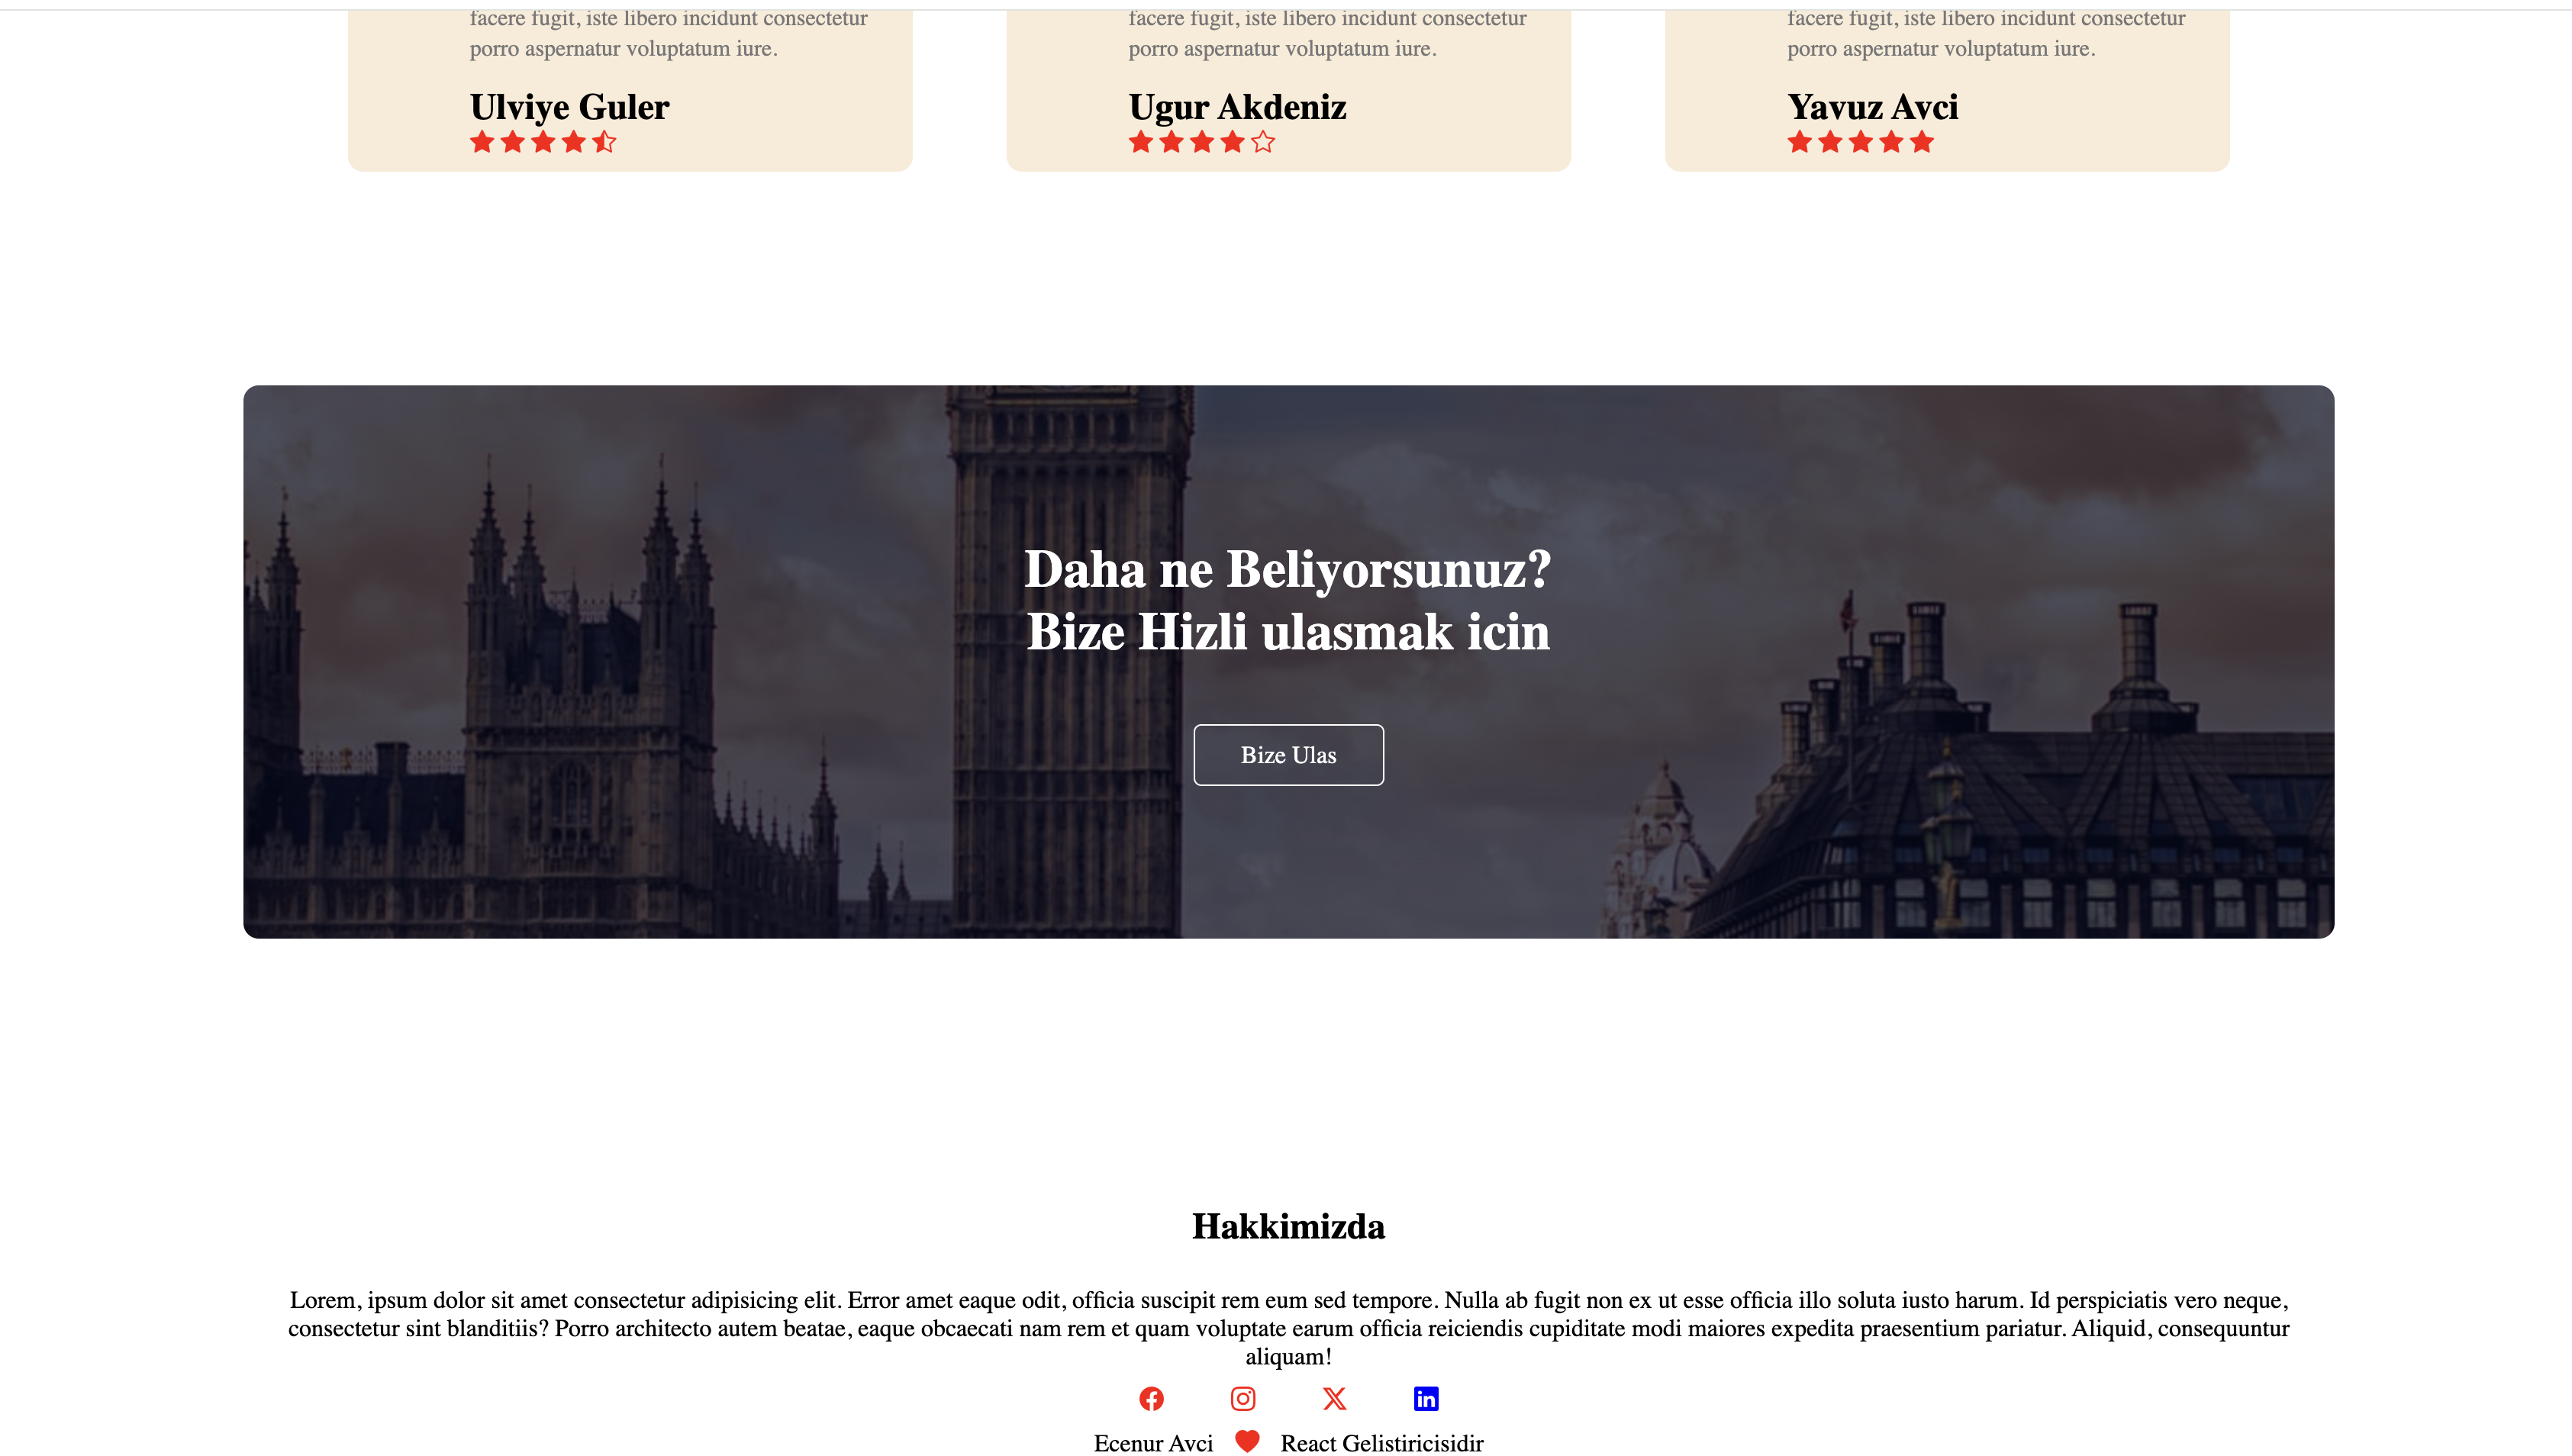 facere fugit, iste libero incidunt consectetur
porro aspernatur voluptatum iure.
Ulviye Guler
facere fugit, iste libero incidunt consectetur
porro aspernatur voluptatum iure.
Ugur Akdeniz
facere fugit, iste libero incidunt consectetur
porro aspernatur voluptatum iure.
Yavuz Avci
Daha ne Beliyorsunuz?
Bize Hizli ulasmak icin
Bize Ulas
Hakkimizda
Lorem, ipsum dolor sit amet consectetur adipisicing elit. Error amet eaque odit, officia suscipit rem eum sed tempore. Nulla ab fugit non ex ut esse officia illo soluta iusto harum. Id perspiciatis vero neque,
consectetur sint blanditiis? Porro architecto autem beatae, eaque obcaecati nam rem et quam voluptate earum officia reiciendis cupiditate modi maiores expedita praesentium pariatur. Aliquid, consequuntur
aliquam!
Ecenur Avci React Gelistiricisidir